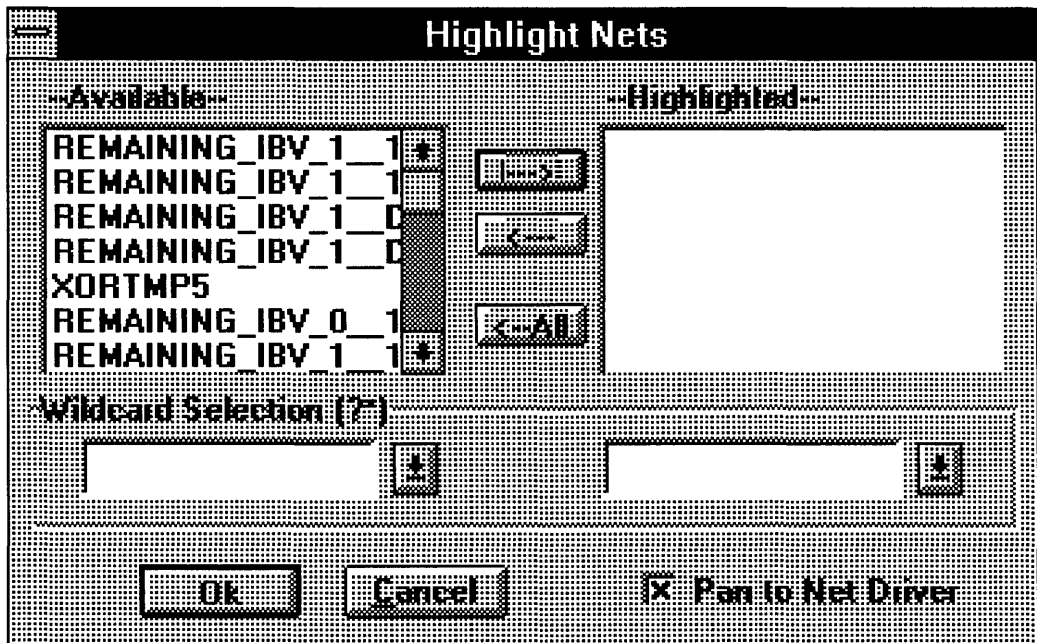 Highlight Nets
--Available--
--Highlighted--
REMAINING_IBV_1__1
REMAINING_IBV_1__1
REMAINING_IBV_1__D
REMAINING_IBV_1__D
XORTMP5
REMAINING_IBV_0__1
REMAINING_IBV_1__1
|--->
<---
<--All
Wildcard Selection (?*)
Ok
Cancel
Pan to Net Driver